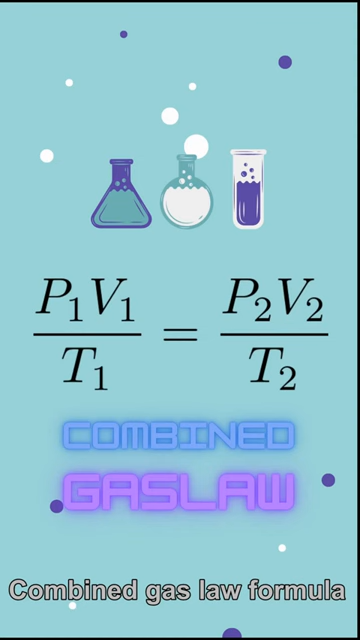 P₁V₁ / T₁ = P₂V₂ / T₂
COMBINED
GASLAW
Combined gas law formula